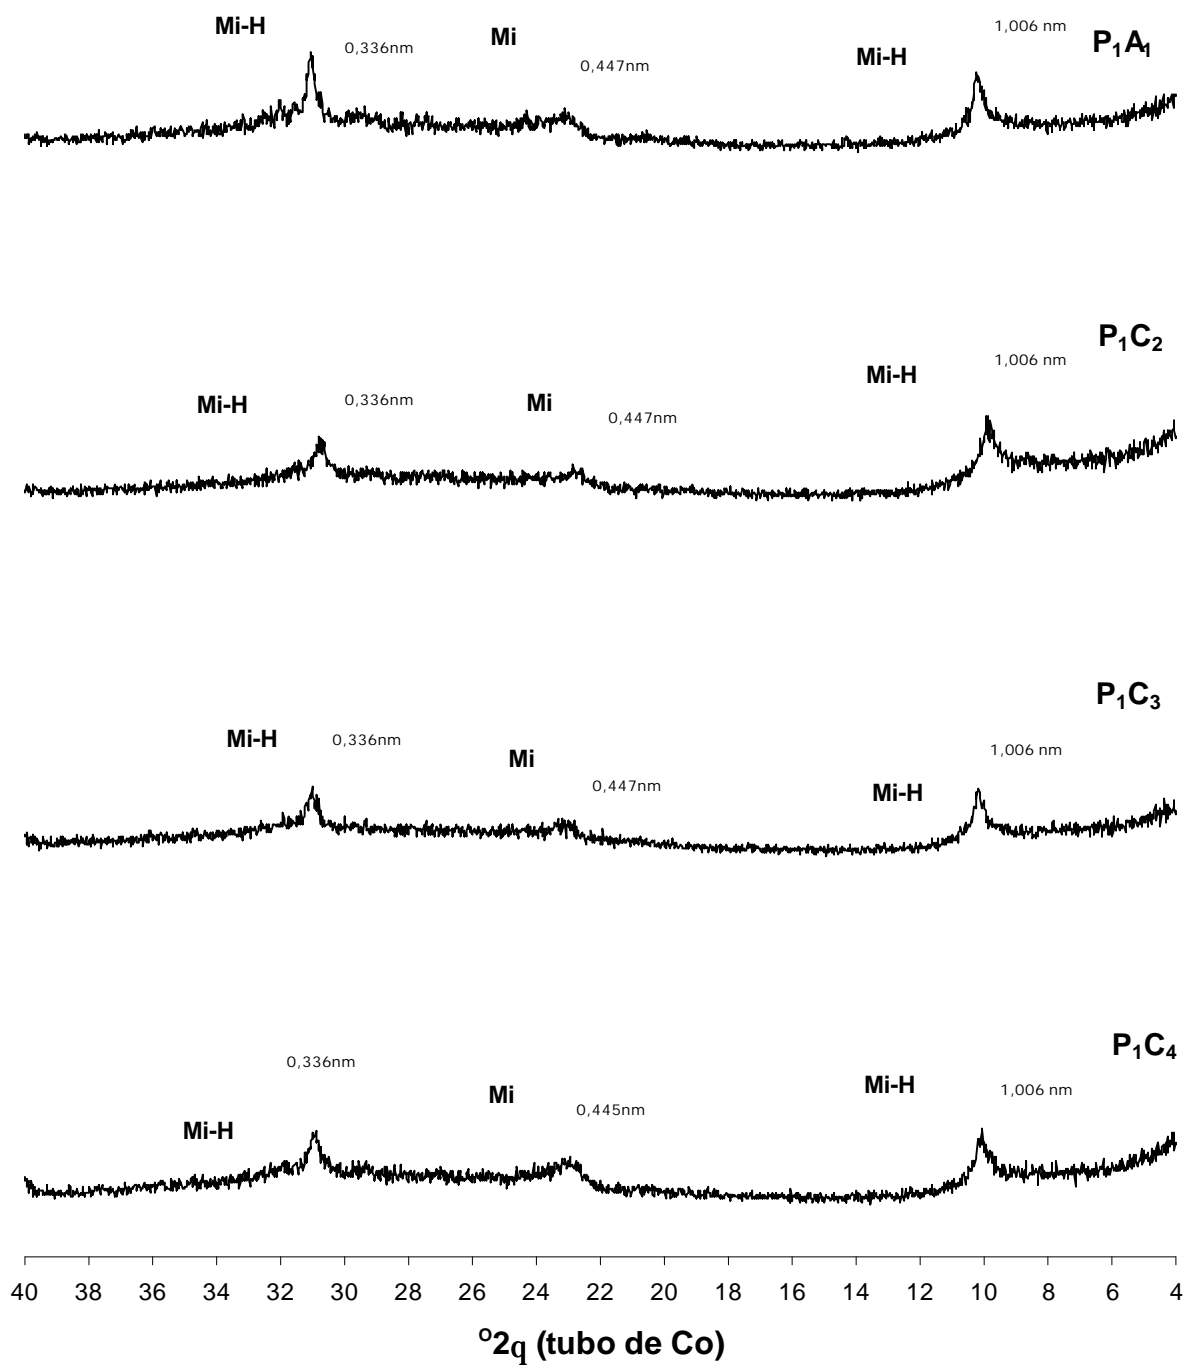 Mi-H 0,336nm Mi 0,447nm Mi-H 1,006 nm P₁A₁
P₁C₂
Mi-H 0,336nm Mi 0,447nm Mi-H 1,006 nm
P₁C₃
Mi-H 0,336nm Mi 0,447nm Mi-H 1,006 nm
P₁C₄
0,336nm Mi 0,445nm Mi-H 1,006 nm
Mi-H
40 38 36 34 32 30 28 26 24 22 20 18 16 14 12 10 8 6 4
º2q (tubo de Co)